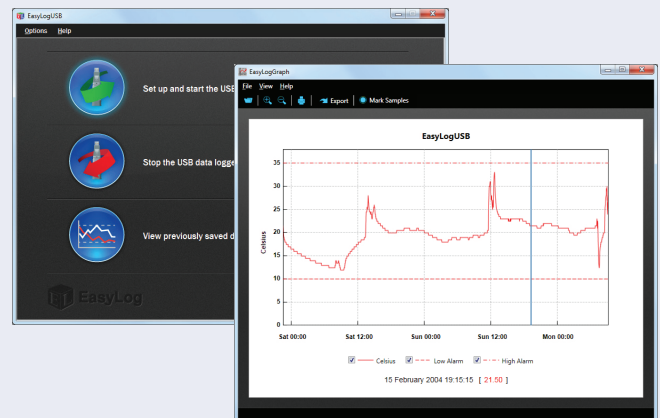 EasyLogUSB
Options Help
Set up and start the USB
Stop the USB data logge
View previously saved d
EL
EasyLog
EasyLogGraph
File View Help
Export Mark Samples
EasyLogUSB
Celsius
35
30
25
20
15
10
5
0
Sat 00:00 Sat 12:00 Sun 00:00 Sun 12:00 Mon 00:00
Celsius Low Alarm High Alarm
15 February 2004 19:15:15 [ 21.50 ]